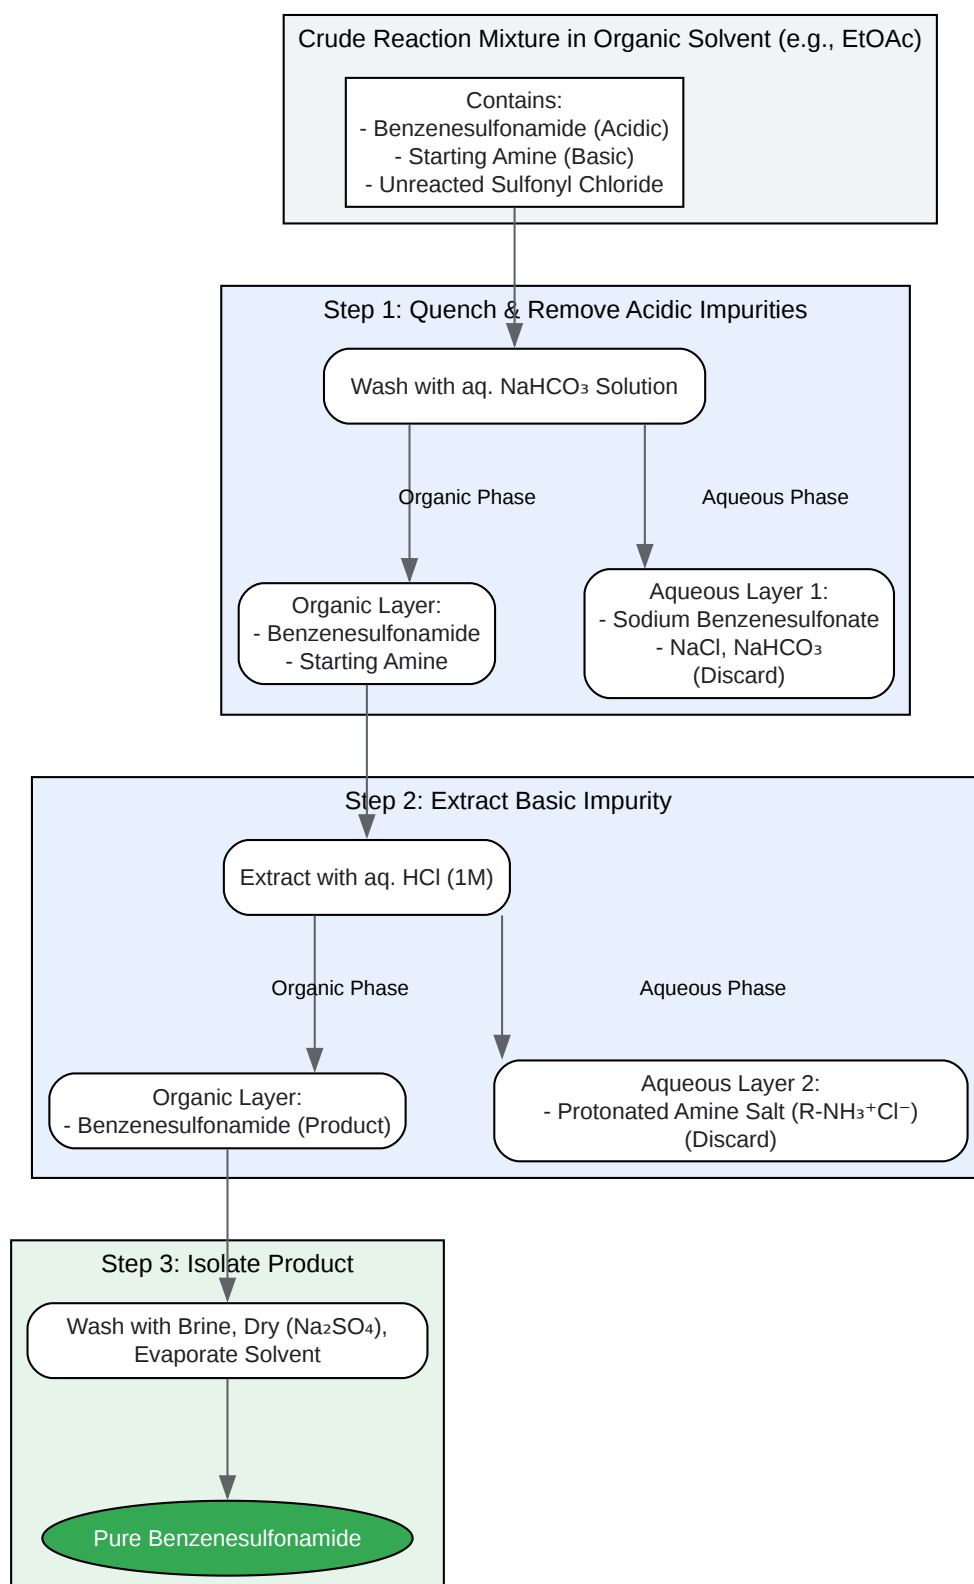 Crude Reaction Mixture in Organic Solvent (e.g., EtOAc)
Contains:
- Benzenesulfonamide (Acidic)
- Starting Amine (Basic)
- Unreacted Sulfonyl Chloride
Step 1: Quench & Remove Acidic Impurities
Wash with aq. NaHCO₃ Solution
Organic Phase
Aqueous Phase
Organic Layer:
- Benzenesulfonamide
- Starting Amine
Aqueous Layer 1:
- Sodium Benzenesulfonate
- NaCl, NaHCO₃
(Discard)
Step 2: Extract Basic Impurity
Extract with aq. HCl (1M)
Organic Phase
Aqueous Phase
Organic Layer:
- Benzenesulfonamide (Product)
Aqueous Layer 2:
- Protonated Amine Salt (R-NH₃⁺Cl⁻)
(Discard)
Step 3: Isolate Product
Wash with Brine, Dry (Na₂SO₄),
Evaporate Solvent
Pure Benzenesulfonamide